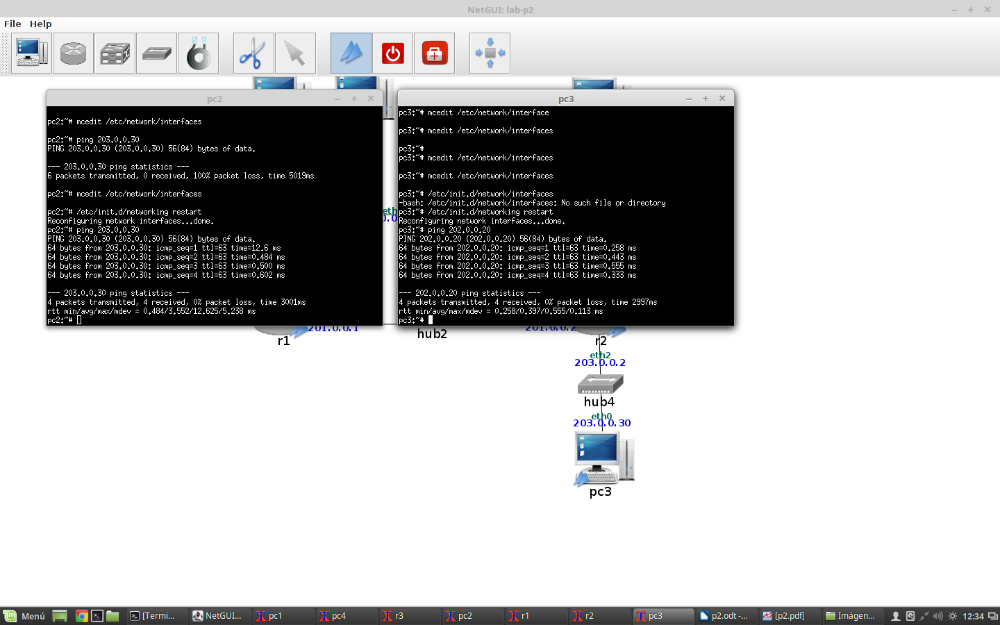 NetGUI: lab-p2
File Help
pc2
pc2:~# mcedit /etc/network/interfaces
pc2:~# ping 203.0.0.30
PING 203.0.0.30 (203.0.0.30) 56(84) bytes of data.
--- 203.0.0.30 ping statistics ---
6 packets transmitted, 0 received, 100% packet loss, time 5019ms
pc2:~# mcedit /etc/network/interfaces
pc2:~# /etc/init.d/networking restart
Reconfiguring network interfaces...done.
pc2:~# ping 203.0.0.30
PING 203.0.0.30 (203.0.0.30) 56(84) bytes of data.
64 bytes from 203.0.0.30: icmp_seq=1 ttl=63 time=12.6 ms
64 bytes from 203.0.0.30: icmp_seq=2 ttl=63 time=0.484 ms
64 bytes from 203.0.0.30: icmp_seq=3 ttl=63 time=0.500 ms
64 bytes from 203.0.0.30: icmp_seq=4 ttl=63 time=0.602 ms
--- 203.0.0.30 ping statistics ---
4 packets transmitted, 4 received, 0% packet loss, time 3001ms
rtt min/avg/max/mdev = 0.484/3.552/12.625/5.238 ms
pc2:~#
pc3
pc3:~# mcedit /etc/network/interface
pc3:~# mcedit /etc/network/interfaces
pc3:~#
pc3:~# mcedit /etc/network/interfaces
pc3:~# mcedit /etc/network/interfaces
pc3:~# /etc/init.d/network/interfaces
-bash: /etc/init.d/network/interfaces: No such file or directory
pc3:~# /etc/init.d/networking restart
Reconfiguring network interfaces...done.
pc3:~# ping 202.0.0.20
PING 202.0.0.20 (202.0.0.20) 56(84) bytes of data.
64 bytes from 202.0.0.20: icmp_seq=1 ttl=63 time=0.258 ms
64 bytes from 202.0.0.20: icmp_seq=2 ttl=63 time=0.443 ms
64 bytes from 202.0.0.20: icmp_seq=3 ttl=63 time=0.555 ms
64 bytes from 202.0.0.20: icmp_seq=4 ttl=63 time=0.333 ms
--- 202.0.0.20 ping statistics ---
4 packets transmitted, 4 received, 0% packet loss, time 2997ms
rtt min/avg/max/mdev = 0.258/0.397/0.555/0.113 ms
pc3:~#
eth
0.0
201.0.0.1
r1
hub2
201.0.0.2
r2
eth2
203.0.0.2
hub4
eth0
203.0.0.30
pc3
Menú [Termi... NetGUI... pc1 pc4 r3 pc2 r1 r2 pc3 p2.odt -... [p2.pdf] Imágen... 12:34